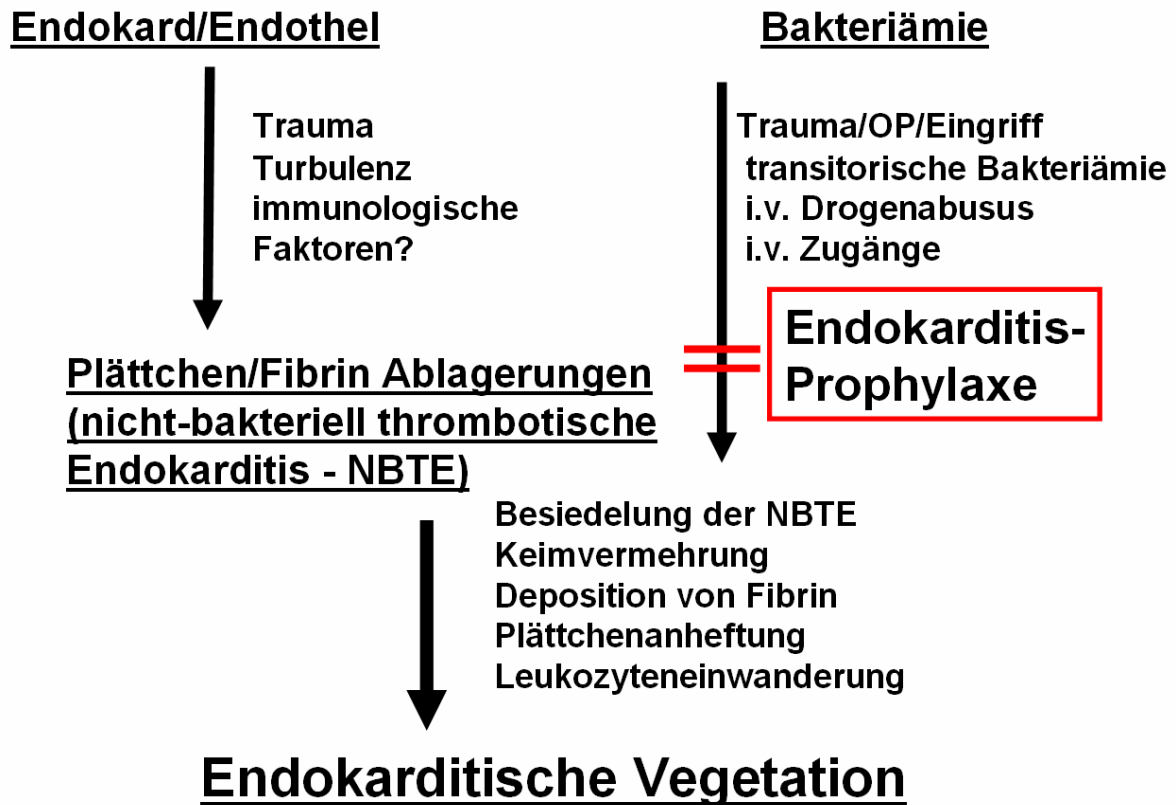 Endokard/Endothel
Bakteriämie
Trauma
Turbulenz
immunologische
Faktoren?
Trauma/OP/Eingriff
transitorische Bakteriämie
i.v. Drogenabusus
i.v. Zugänge
Endokarditis-
Prophylaxe
Plättchen/Fibrin Ablagerungen
(nicht-bakteriell thrombotische
Endokarditis - NBTE)
Besiedelung der NBTE
Keimvermehrung
Deposition von Fibrin
Plättchenanheftung
Leukozyteneinwanderung
Endokarditische Vegetation